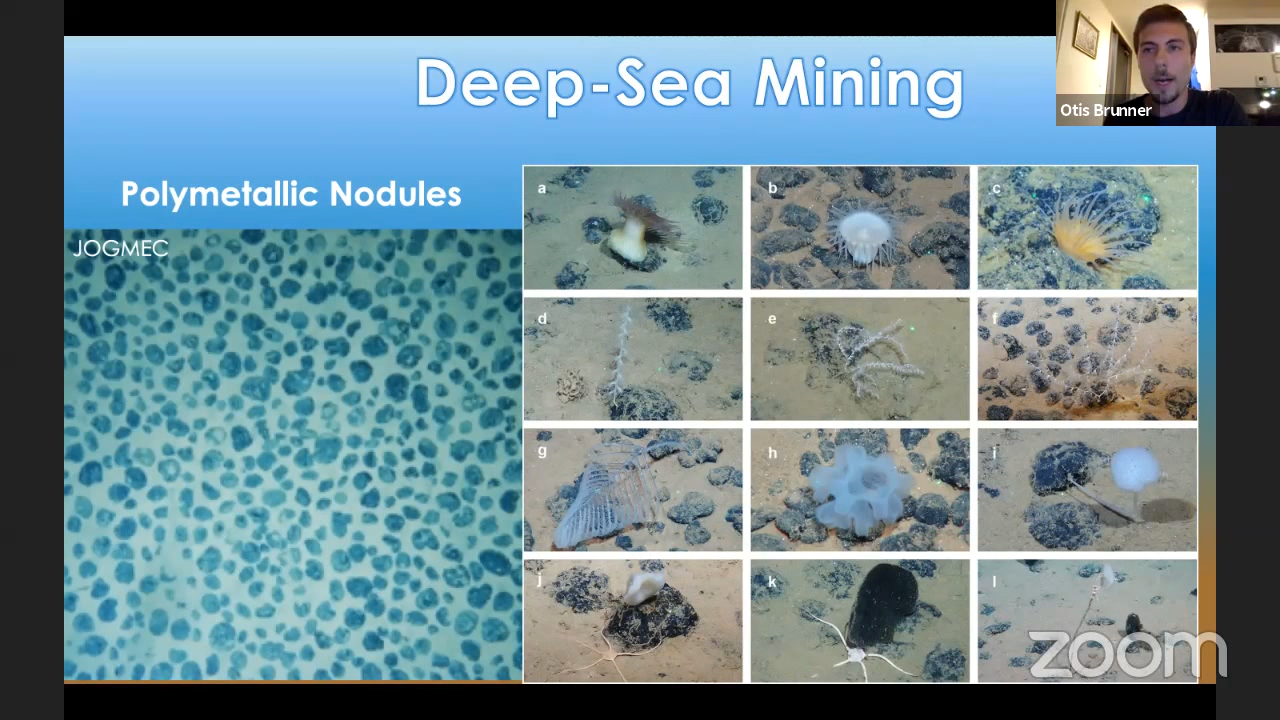 Deep-Sea Mining
Otis Brunner
Polymetallic Nodules
JOGMEC
a
b
c
d
e
f
g
h
i
j
k
l
zoom